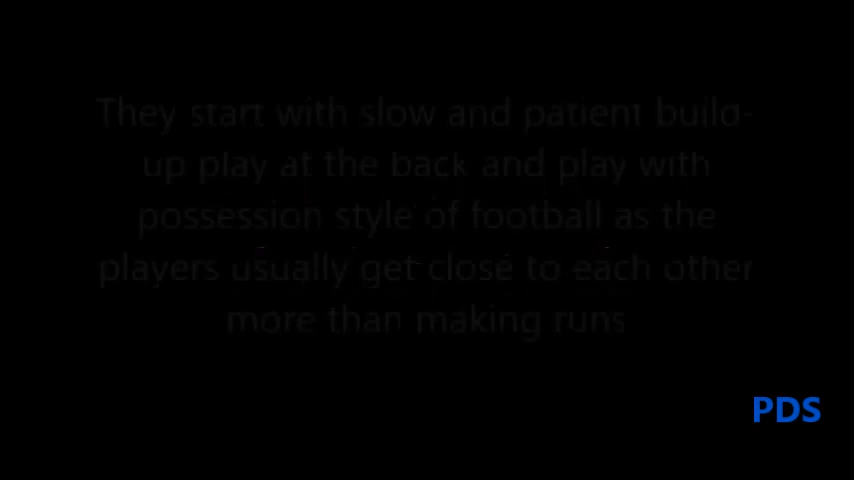 They start with slow and patient build-
up play at the back and play with
possession style of football as the
players usually get close to each other
more than making runs
PDS